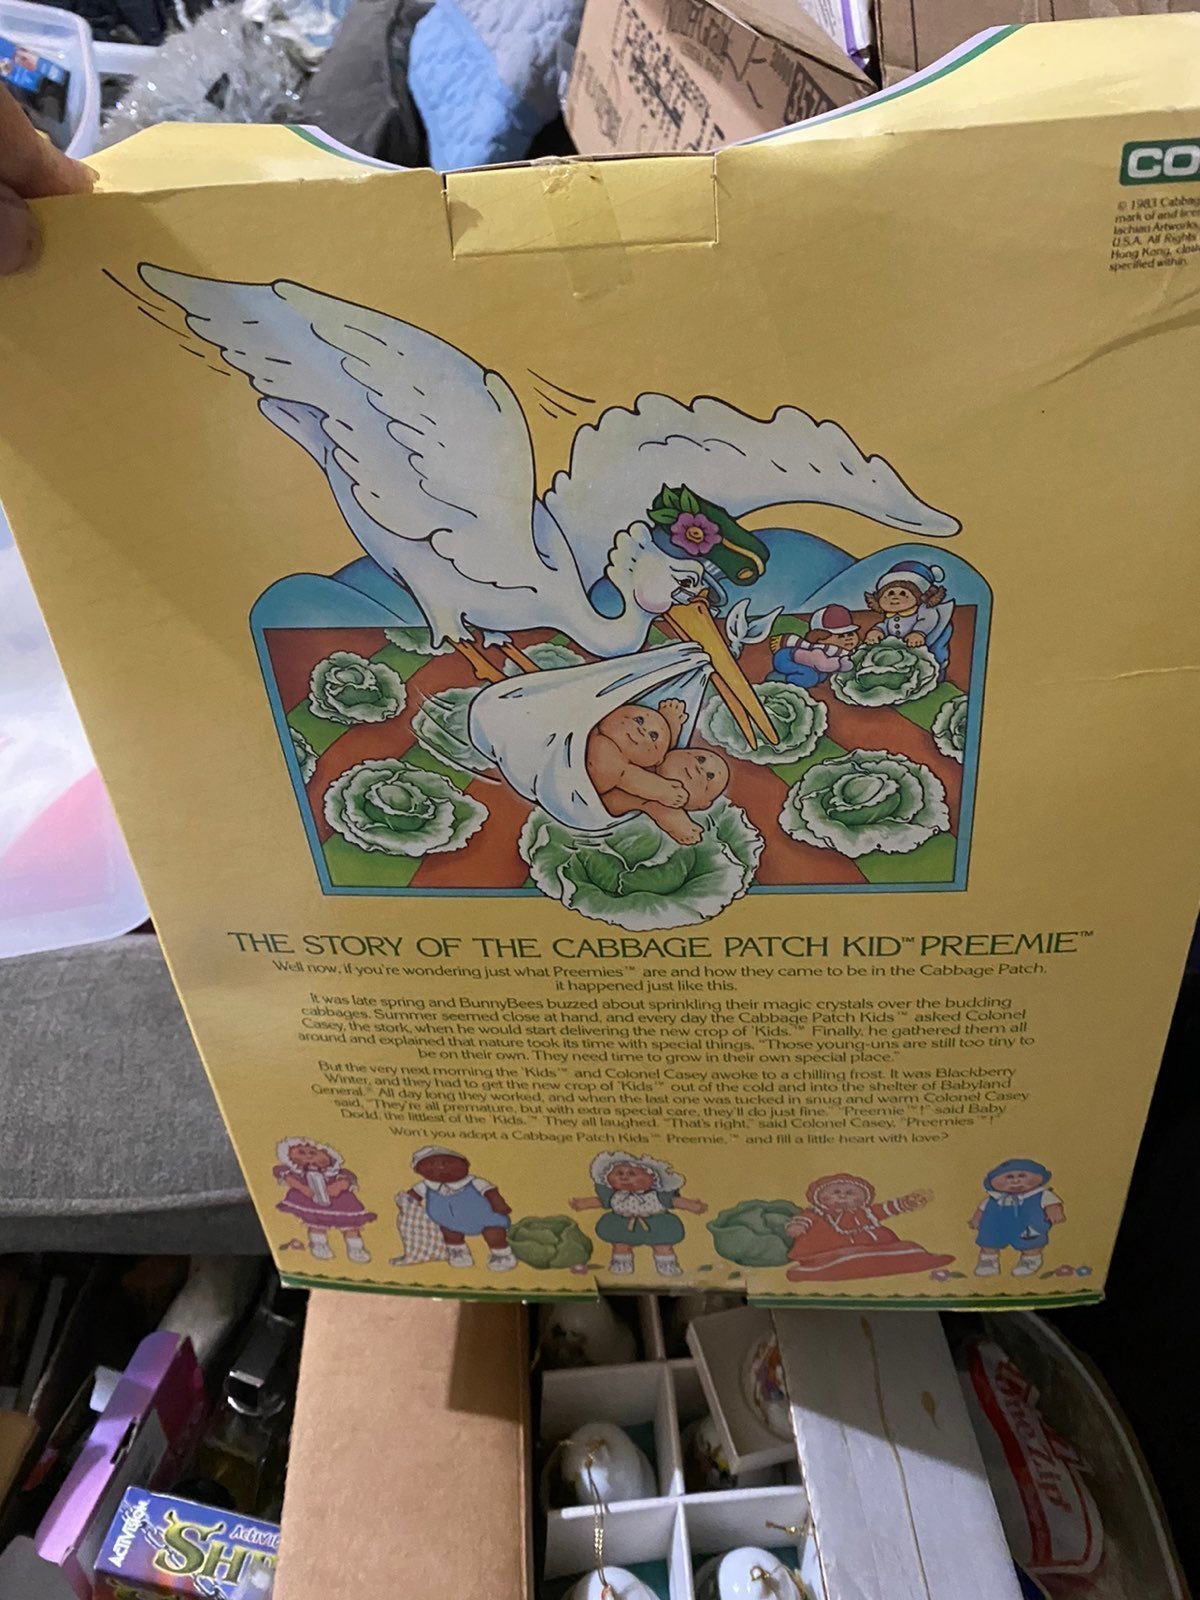 CO
© 1983 Cabbag
mark of and lice
lachian Artworks,
U.S.A. All Rights
Hong Kong, clo
specified within.
THE STORY OF THE CABBAGE PATCH KID™ PREEMIE™
Well now, if you're wondering just what Preemies™ are and how they came to be in the Cabbage Patch,
it happened just like this.
It was late spring and BunnyBees buzzed about sprinkling their magic crystals over the budding
cabbages. Summer seemed close at hand, and every day the Cabbage Patch Kids™ asked Colonel
Casey, the stork, when he would start delivering the new crop of 'Kids.™ Finally, he gathered them all
around and explained that nature took its time with special things. "Those young-uns are still too tiny to
be on their own. They need time to grow in their own special place."
But the very next morning the 'Kids™ and Colonel Casey awoke to a chilling frost. It was Blackberry
Winter, and they had to get the new crop of 'Kids™ out of the cold and into the shelter of Babyland
General.® All day long they worked, and when the last one was tucked in snug and warm Colonel Casey
said, "They're all premature, but with extra special care, they'll do just fine." "Preemie™!" said Baby
Dodd, the littlest of the 'Kids.™ They all laughed. "That's right," said Colonel Casey, "Preemies™!"
Won't you adopt a Cabbage Patch Kids™ Preemie,™ and fill a little heart with love?
ACTIVISION
ACTIVI
SH